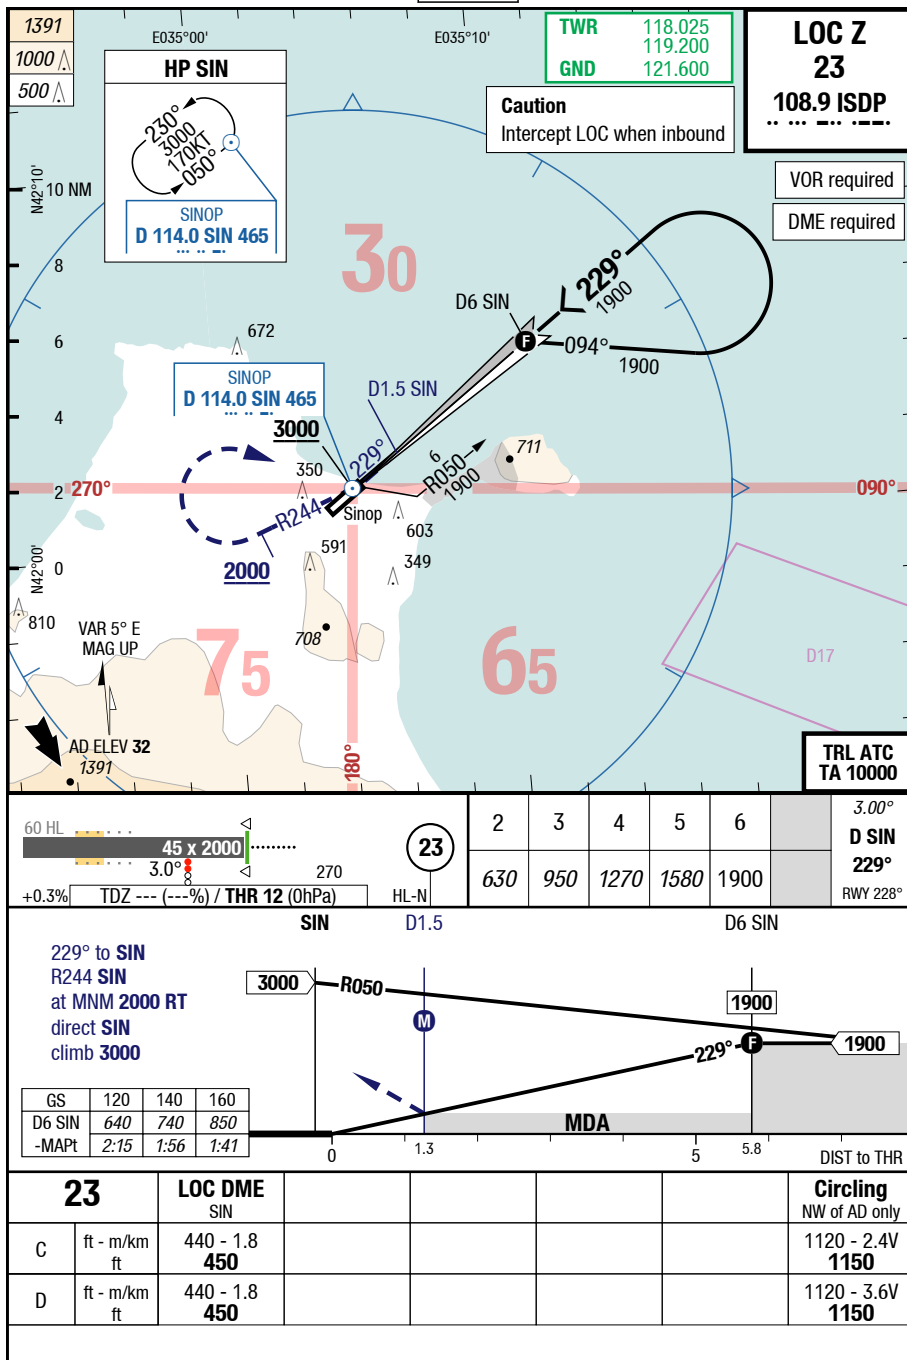 1391
1000
500
E035°00'
E035°10'
TWR 118.025
119.200
GND 121.600
LOC Z
23
108.9 ISDP
Caution
Intercept LOC when inbound
VOR required
DME required
HP SIN
230°
3000
170KT
050°
SINOP
D 114.0 SIN 465
N42°10'
10 NM
8
6
4
2
0
N42°00'
30
229°
1900
D6 SIN
094°
1900
672
SINOP
D 114.0 SIN 465
D1.5 SIN
3000
229°
6
R050
1900
711
350
270°
090°
R244
Sinop
603
591
349
2000
810
VAR 5° E
MAG UP
708
75
65
D17
AD ELEV 32
1391
180°
TRL ATC
TA 10000
60 HL
45 x 2000
3.0°
270
+0.3%
TDZ --- (---%) / THR 12 (0hPa)
HL-N
23
2 3 4 5 6
630 950 1270 1580 1900
3.00°
D SIN
229°
RWY 228°
SIN
D1.5
D6 SIN
229° to SIN
R244 SIN
at MNM 2000 RT
direct SIN
climb 3000
3000
R050
1900
M
F
229°
1900
MDA
GS 120 140 160
D6 SIN 640 740 850
-MAPt 2:15 1:56 1:41
0
1.3
5
5.8
DIST to THR
23
LOC DME
SIN
Circling
NW of AD only
C
ft - m/km
ft
440 - 1.8
450
1120 - 2.4V
1150
D
ft - m/km
ft
440 - 1.8
450
1120 - 3.6V
1150